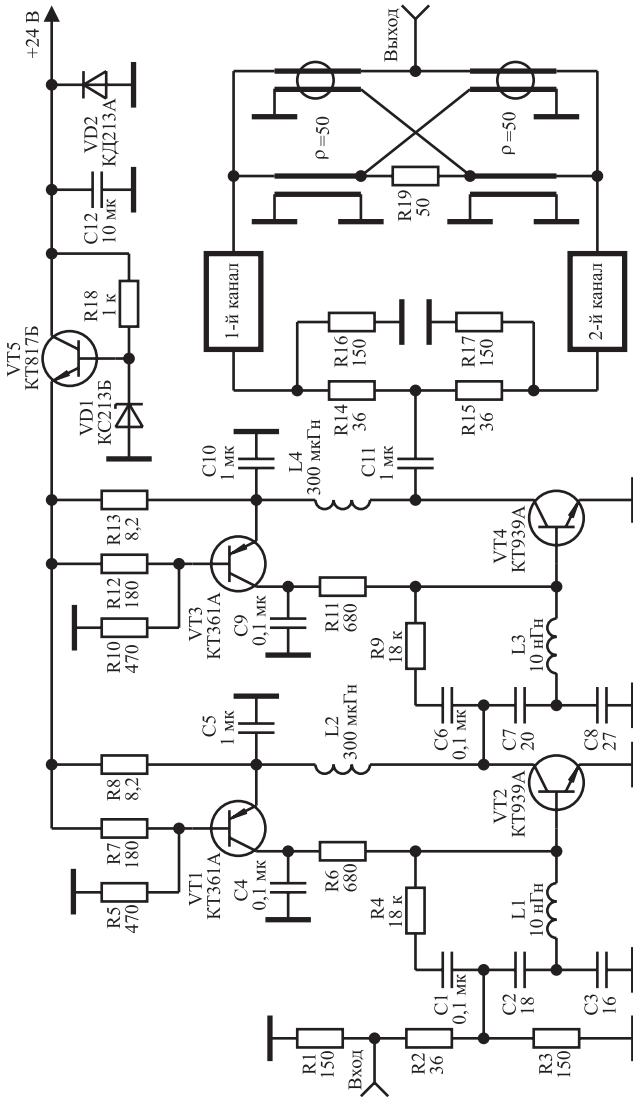 +24 В
VT5
КТ817Б
VD2
КД213А
C12
10 мк
R18
1 к
VD1
КС213Б
Выход
ρ=50
ρ=50
R19
50
1-й канал
2-й канал
R16
150
R17
150
R14
36
R15
36
C10
1 мк
L4
300 мкГн
C11
1 мк
R13
8,2
R12
180
R10
470
VT3
КТ361А
C9
0,1 мк
R11
680
R9
18 к
VT4
КТ939А
L3
10 нГн
C5
1 мк
L2
300 мкГн
C6
0,1 мк
C7
20
C8
27
R8
8,2
R7
180
R5
470
VT1
КТ361А
C4
0,1 мк
R6
680
R4
18 к
VT2
КТ939А
L1
10 нГн
C1
0,1 мк
C2
18
C3
16
R1
150
Вход
R2
36
R3
150